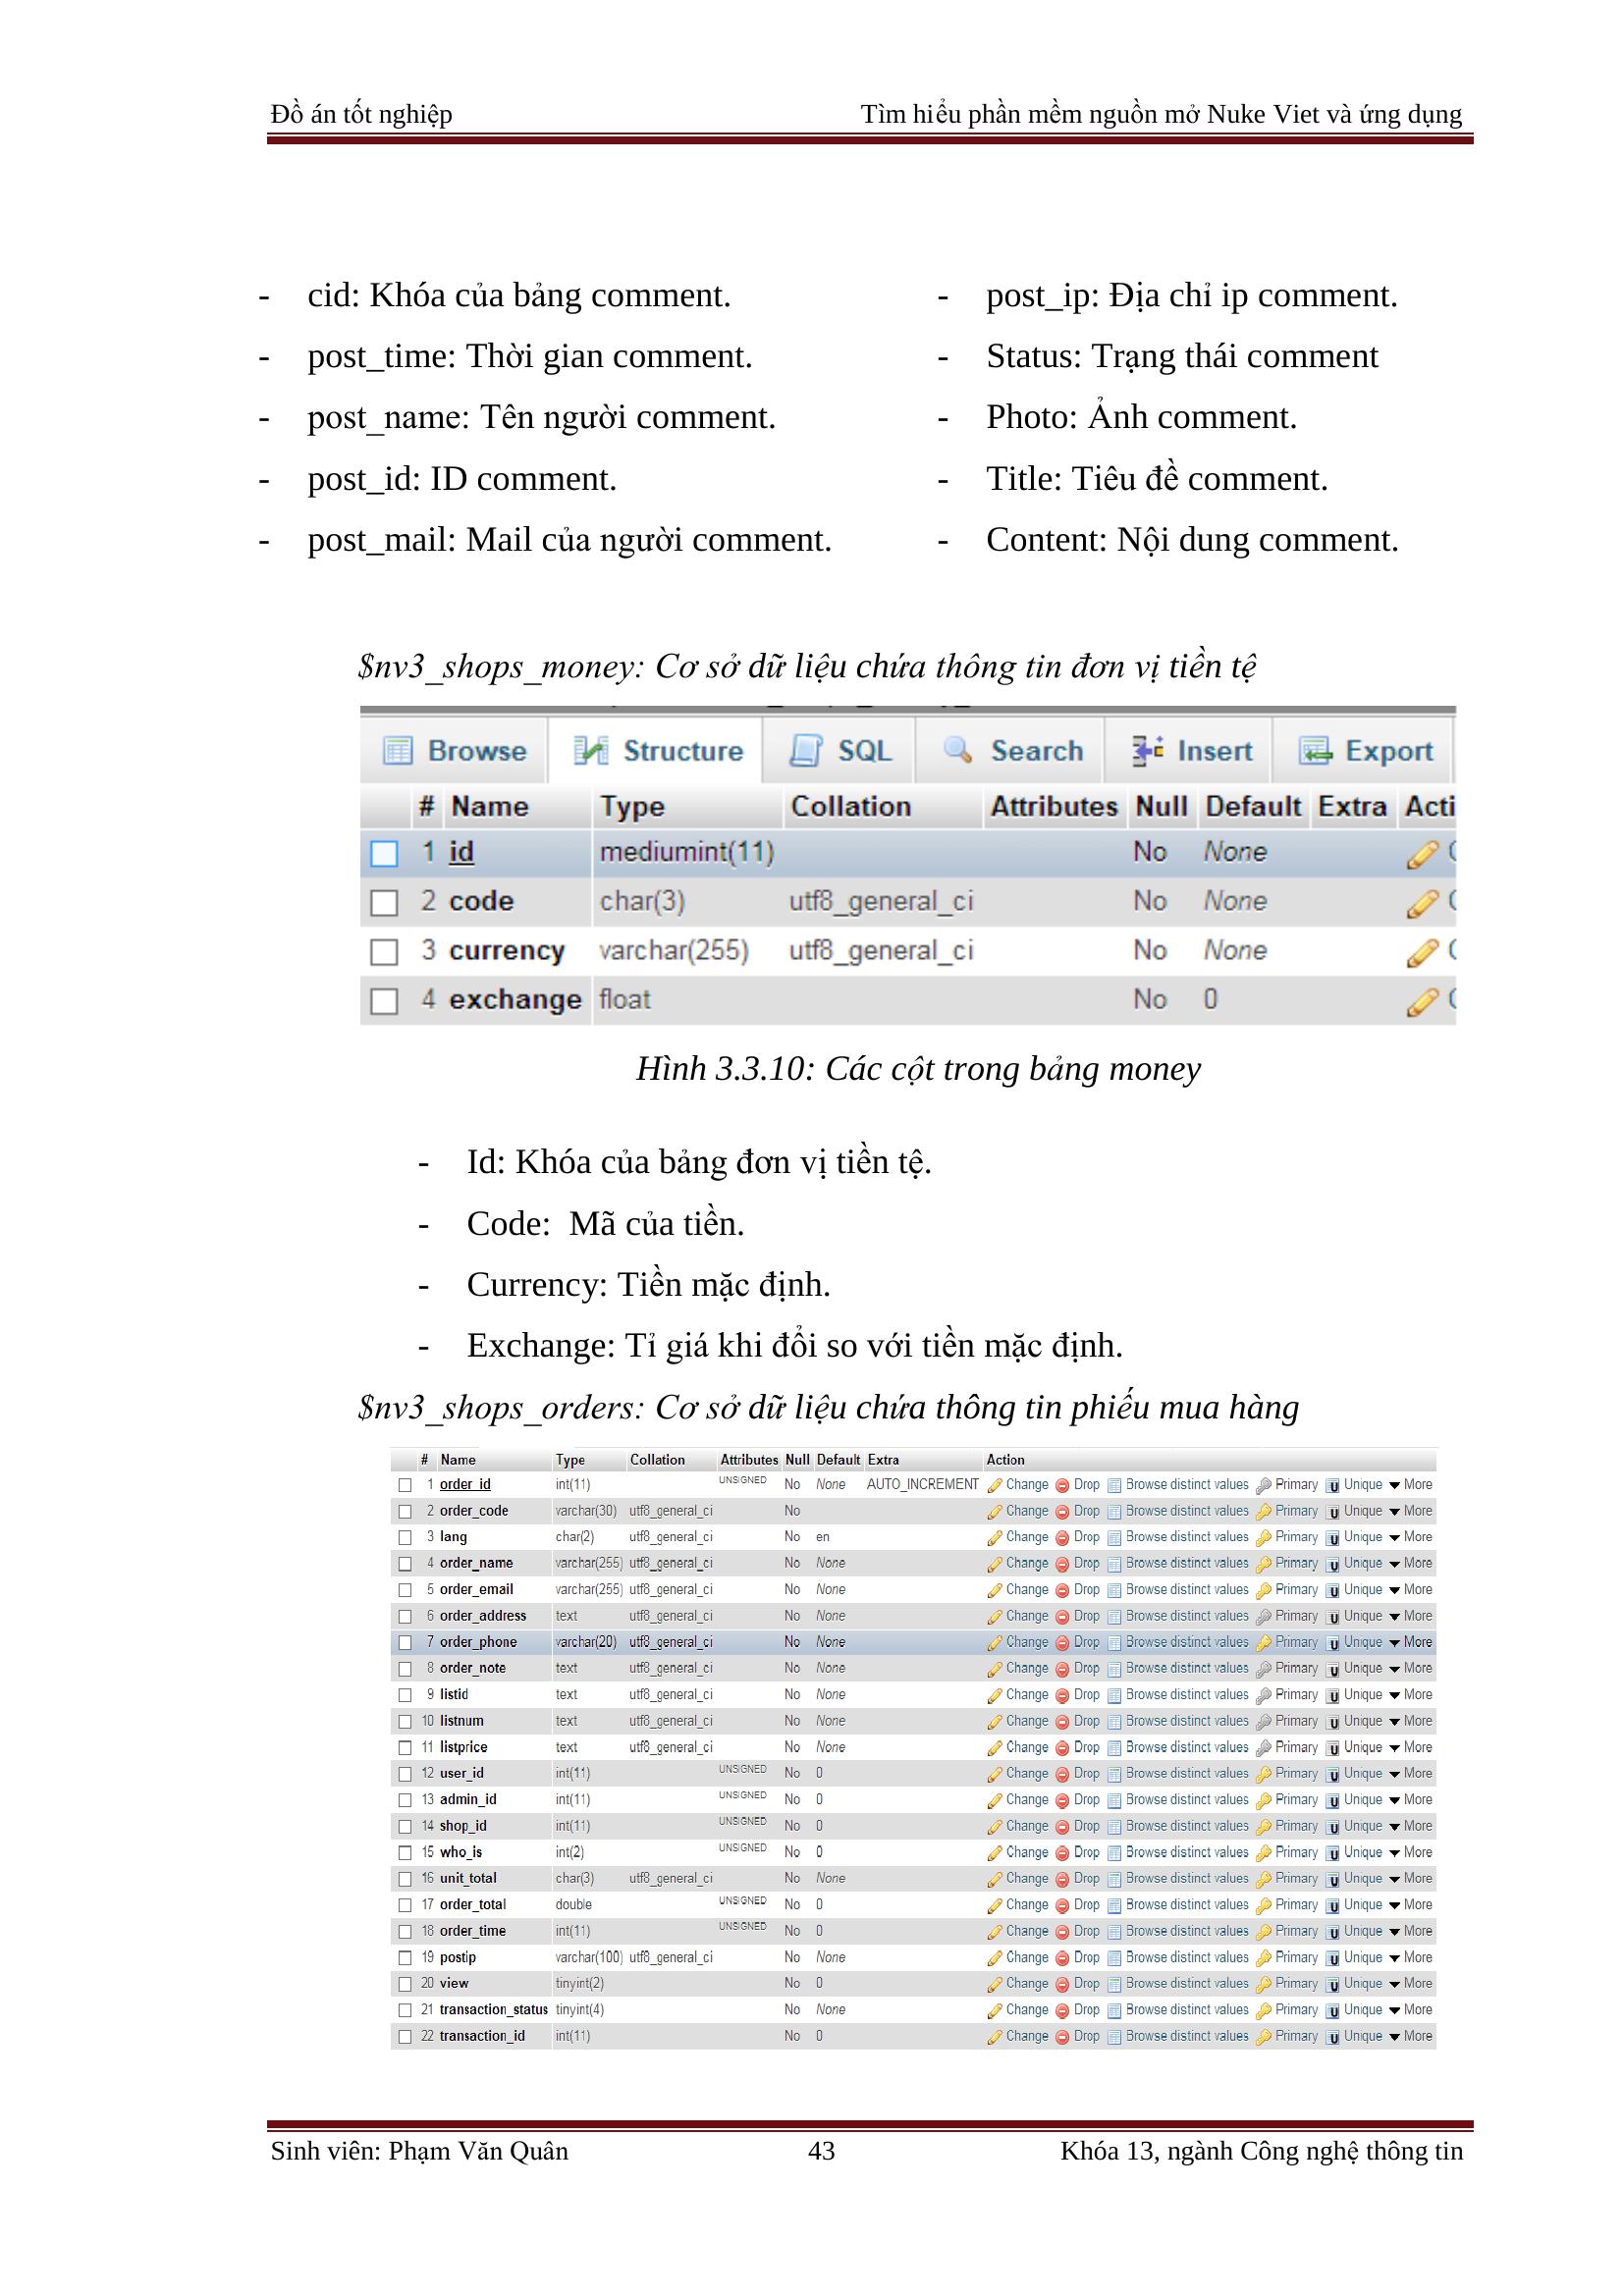 Đồ án tốt nghiệp Tìm hiểu phần mềm nguồn mở Nuke Viet và ứng dụng
- cid: Khóa của bảng comment.
- post_time: Thời gian comment.
- post_name: Tên người comment.
- post_id: ID comment.
- post_mail: Mail của người comment.
- post_ip: Địa chỉ ip comment.
- Status: Trạng thái comment
- Photo: Ảnh comment.
- Title: Tiêu đề comment.
- Content: Nội dung comment.
$nv3_shops_money: Cơ sở dữ liệu chứa thông tin đơn vị tiền tệ
Browse Structure SQL Search Insert Export
# Name Type Collation Attributes Null Default Extra Acti
1 id mediumint(11) No None
2 code char(3) utf8_general_ci No None
3 currency varchar(255) utf8_general_ci No None
4 exchange float No 0
Hình 3.3.10: Các cột trong bảng money
- Id: Khóa của bảng đơn vị tiền tệ.
- Code: Mã của tiền.
- Currency: Tiền mặc định.
- Exchange: Tỉ giá khi đổi so với tiền mặc định.
$nv3_shops_orders: Cơ sở dữ liệu chứa thông tin phiếu mua hàng
# Name Type Collation Attributes Null Default Extra Action
1 order_id int(11) UNSIGNED No None AUTO_INCREMENT Change Drop Browse distinct values Primary Unique More
2 order_code varchar(30) utf8_general_ci No Change Drop Browse distinct values Primary Unique More
3 lang char(2) utf8_general_ci No en Change Drop Browse distinct values Primary Unique More
4 order_name varchar(255) utf8_general_ci No None Change Drop Browse distinct values Primary Unique More
5 order_email varchar(255) utf8_general_ci No None Change Drop Browse distinct values Primary Unique More
6 order_address text utf8_general_ci No None Change Drop Browse distinct values Primary Unique More
7 order_phone varchar(20) utf8_general_ci No None Change Drop Browse distinct values Primary Unique More
8 order_note text utf8_general_ci No None Change Drop Browse distinct values Primary Unique More
9 listid text utf8_general_ci No None Change Drop Browse distinct values Primary Unique More
10 listnum text utf8_general_ci No None Change Drop Browse distinct values Primary Unique More
11 listprice text utf8_general_ci No None Change Drop Browse distinct values Primary Unique More
12 user_id int(11) UNSIGNED No 0 Change Drop Browse distinct values Primary Unique More
13 admin_id int(11) UNSIGNED No 0 Change Drop Browse distinct values Primary Unique More
14 shop_id int(11) UNSIGNED No 0 Change Drop Browse distinct values Primary Unique More
15 who_is int(2) UNSIGNED No 0 Change Drop Browse distinct values Primary Unique More
16 unit_total char(3) utf8_general_ci No None Change Drop Browse distinct values Primary Unique More
17 order_total double UNSIGNED No 0 Change Drop Browse distinct values Primary Unique More
18 order_time int(11) UNSIGNED No 0 Change Drop Browse distinct values Primary Unique More
19 postip varchar(100) utf8_general_ci No None Change Drop Browse distinct values Primary Unique More
20 view tinyint(2) No 0 Change Drop Browse distinct values Primary Unique More
21 transaction_status tinyint(4) No None Change Drop Browse distinct values Primary Unique More
22 transaction_id int(11) No 0 Change Drop Browse distinct values Primary Unique More
Sinh viên: Phạm Văn Quân 43 Khóa 13, ngành Công nghệ thông tin